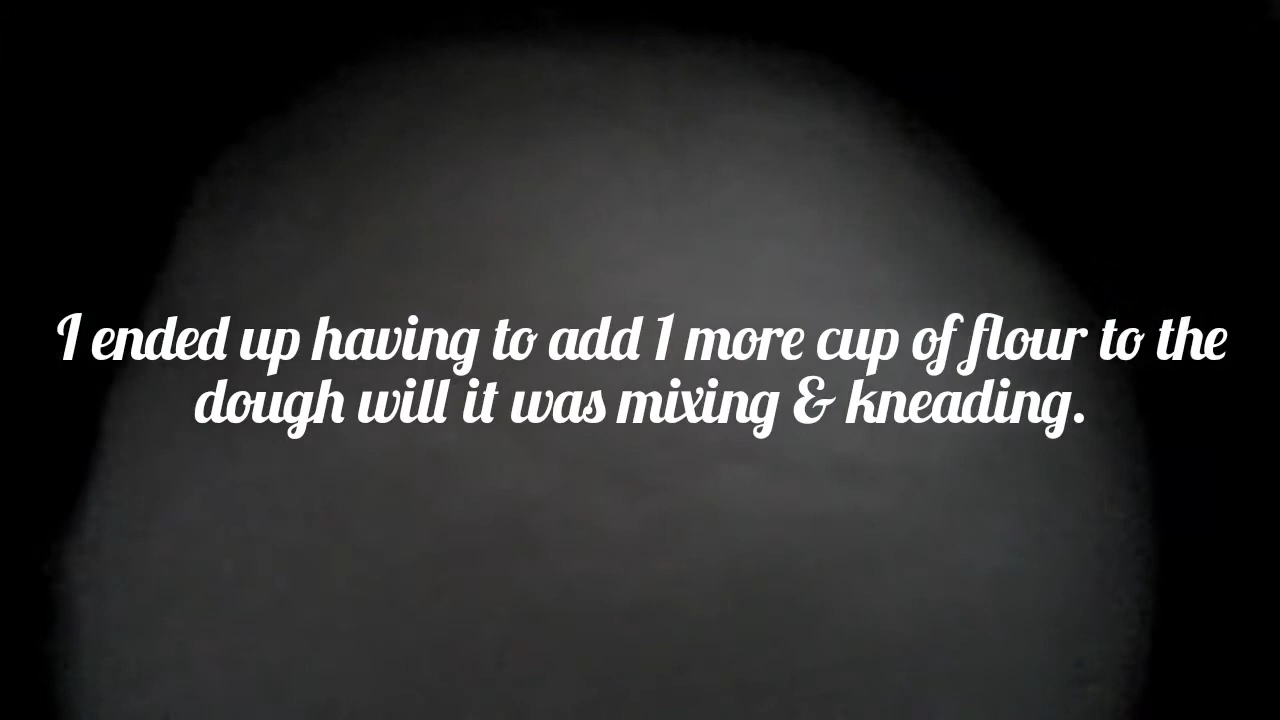 I ended up having to add 1 more cup of flour to the
dough will it was mixing & kneading.